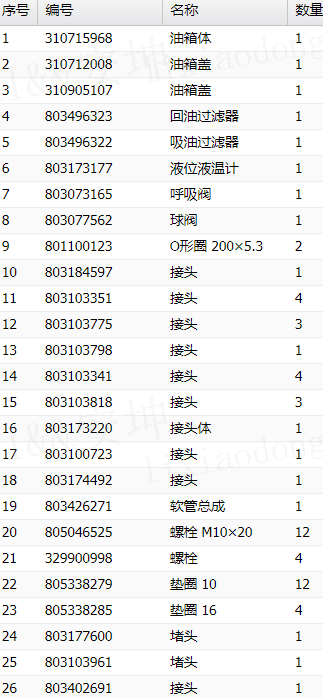 序号 编号 名称 数量
1 310715968 油箱体 1
2 310712008 油箱盖 1
3 310905107 油箱盖 1
4 803496323 回油过滤器 1
5 803496322 吸油过滤器 1
6 803173177 液位液温计 1
7 803073165 呼吸阀 1
8 803077562 球阀 1
9 801100123 O形圈 200×5.3 2
10 803184597 接头 1
11 803103351 接头 4
12 803103775 接头 3
13 803103798 接头 1
14 803103341 接头 4
15 803103818 接头 3
16 803173220 接头体 1
17 803100723 接头 1
18 803174492 接头 1
19 803426271 软管总成 1
20 805046525 螺栓 M10×20 12
21 329900998 螺栓 4
22 805338279 垫圈 10 12
23 805338285 垫圈 16 4
24 803177600 堵头 1
25 803103961 堵头 1
26 803402691 接头 1